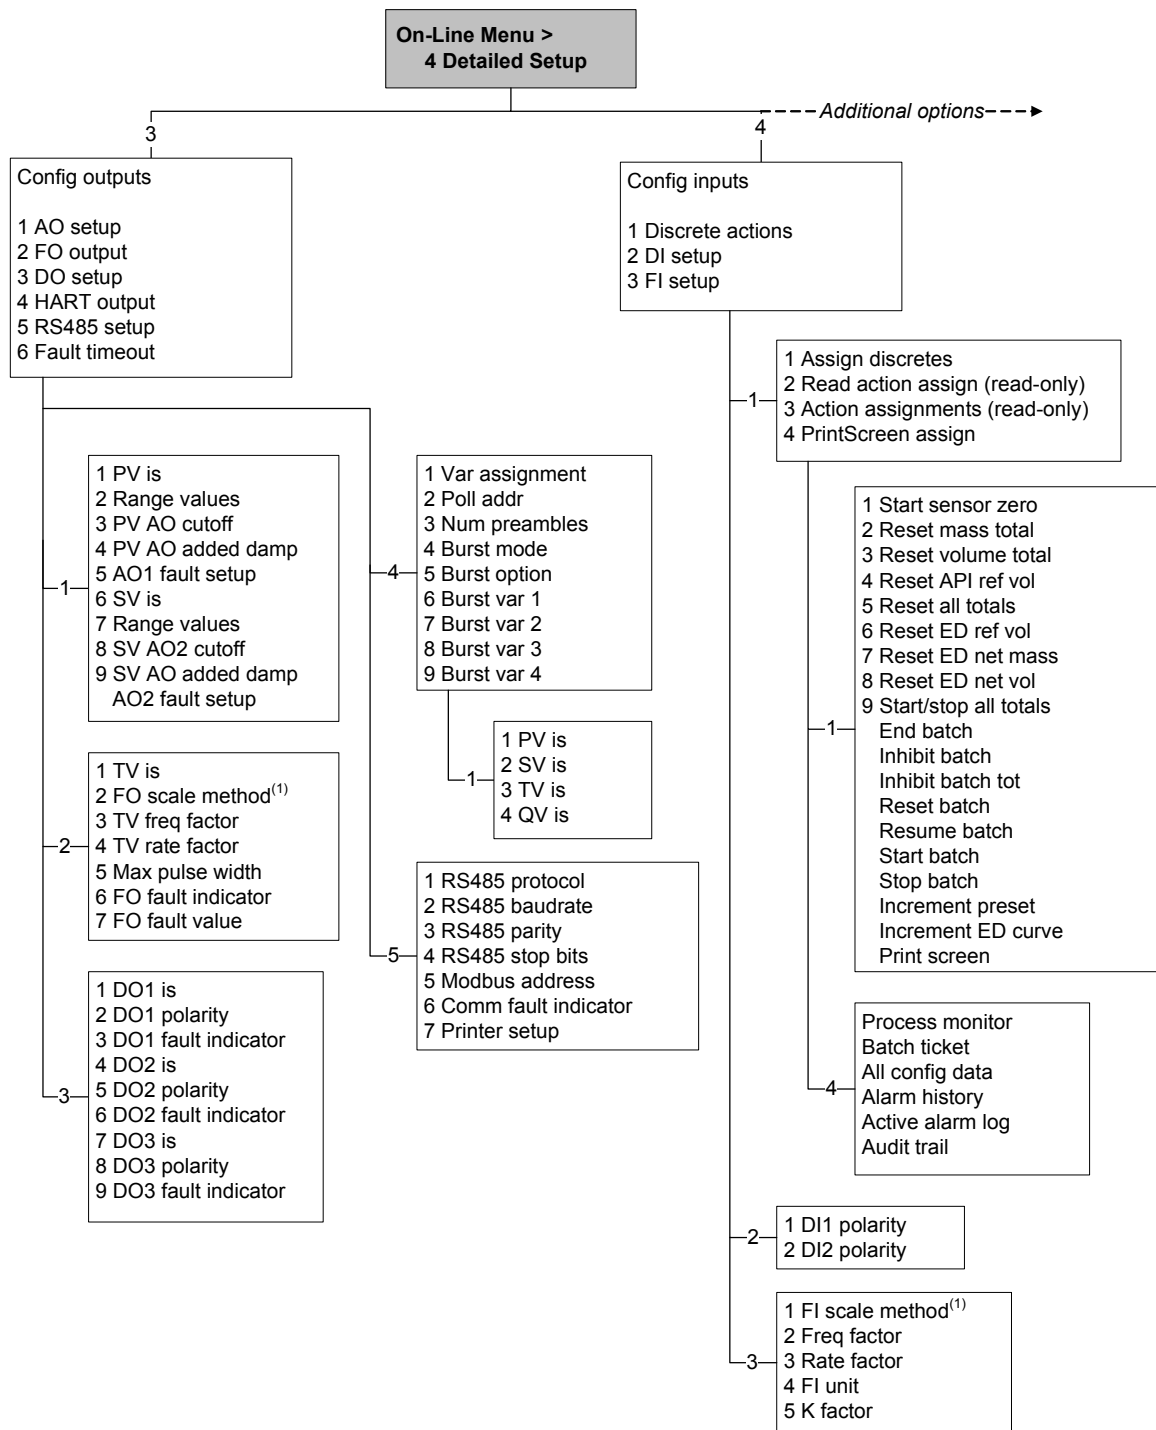 On-Line Menu >
4 Detailed Setup
Additional options
3
4
Config outputs
1 AO setup
2 FO output
3 DO setup
4 HART output
5 RS485 setup
6 Fault timeout
Config inputs
1 Discrete actions
2 DI setup
3 FI setup
1
1 PV is
2 Range values
3 PV AO cutoff
4 PV AO added damp
5 AO1 fault setup
6 SV is
7 Range values
8 SV AO2 cutoff
9 SV AO added damp
AO2 fault setup
2
1 TV is
2 FO scale method(1)
3 TV freq factor
4 TV rate factor
5 Max pulse width
6 FO fault indicator
7 FO fault value
3
1 DO1 is
2 DO1 polarity
3 DO1 fault indicator
4 DO2 is
5 DO2 polarity
6 DO2 fault indicator
7 DO3 is
8 DO3 polarity
9 DO3 fault indicator
4
1 Var assignment
2 Poll addr
3 Num preambles
4 Burst mode
5 Burst option
6 Burst var 1
7 Burst var 2
8 Burst var 3
9 Burst var 4
1
1 PV is
2 SV is
3 TV is
4 QV is
5
1 RS485 protocol
2 RS485 baudrate
3 RS485 parity
4 RS485 stop bits
5 Modbus address
6 Comm fault indicator
7 Printer setup
1
1 Assign discretes
2 Read action assign (read-only)
3 Action assignments (read-only)
4 PrintScreen assign
1
1 Start sensor zero
2 Reset mass total
3 Reset volume total
4 Reset API ref vol
5 Reset all totals
6 Reset ED ref vol
7 Reset ED net mass
8 Reset ED net vol
9 Start/stop all totals
End batch
Inhibit batch
Inhibit batch tot
Reset batch
Resume batch
Start batch
Stop batch
Increment preset
Increment ED curve
Print screen
4
Process monitor
Batch ticket
All config data
Alarm history
Active alarm log
Audit trail
2
1 DI1 polarity
2 DI2 polarity
3
1 FI scale method(1)
2 Freq factor
3 Rate factor
4 FI unit
5 K factor